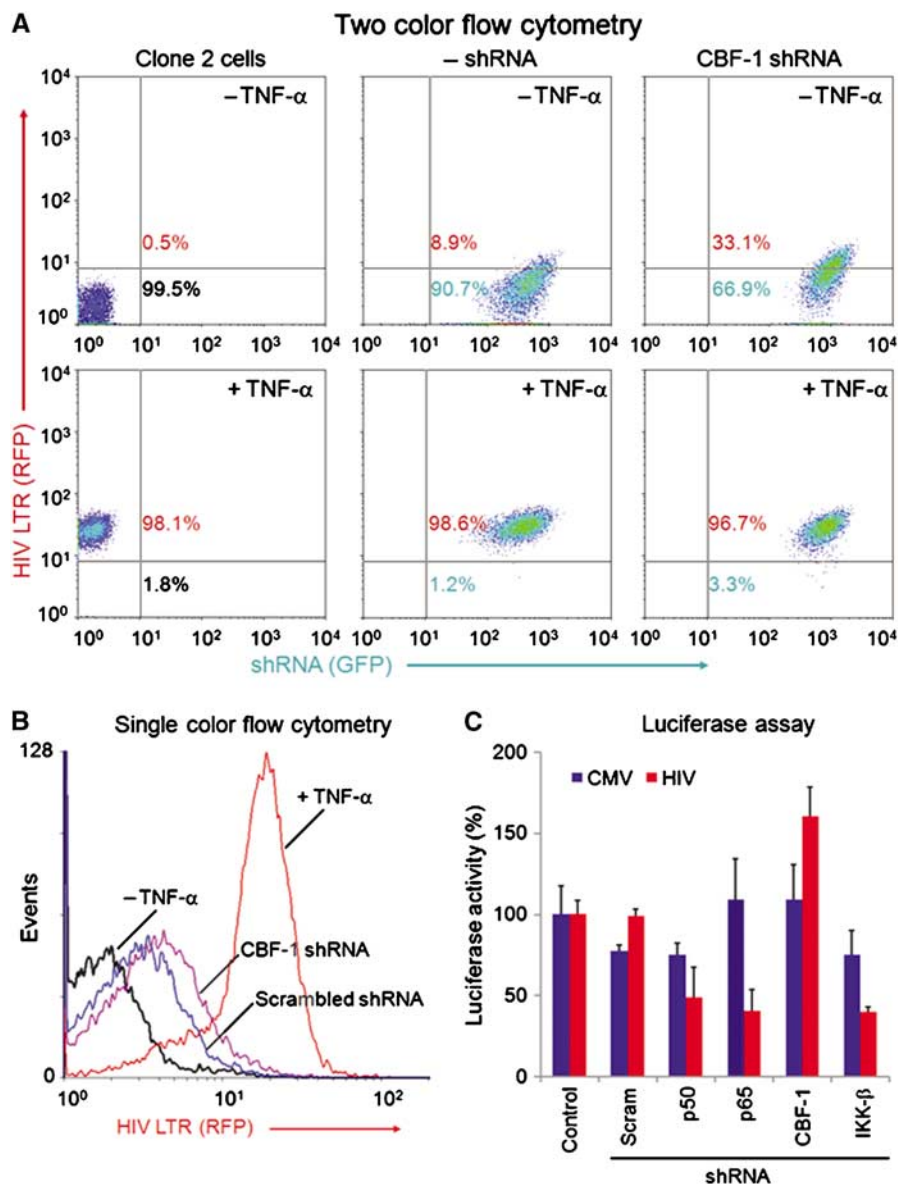 A
Two color flow cytometry
Clone 2 cells
– shRNA
CBF-1 shRNA
10⁴
10³
10²
10¹
10⁰
– TNF-α
0.5%
99.5%
10⁰ 10¹ 10² 10³ 10⁴
– TNF-α
8.9%
90.7%
10⁰ 10¹ 10² 10³ 10⁴
– TNF-α
33.1%
66.9%
10⁰ 10¹ 10² 10³ 10⁴
HIV LTR (RFP)
10⁴
10³
10²
10¹
10⁰
+ TNF-α
98.1%
1.8%
10⁰ 10¹ 10² 10³ 10⁴
+ TNF-α
98.6%
1.2%
10⁰ 10¹ 10² 10³ 10⁴
+ TNF-α
96.7%
3.3%
10⁰ 10¹ 10² 10³ 10⁴
shRNA (GFP)
B
Single color flow cytometry
128
Events
0
+ TNF-α
– TNF-α
CBF-1 shRNA
Scrambled shRNA
10⁰ 10¹ 10²
HIV LTR (RFP)
C
Luciferase assay
CMV HIV
Luciferase activity (%)
200
150
100
50
0
Control
Scram
p50
p65
CBF-1
IKK-β
shRNA